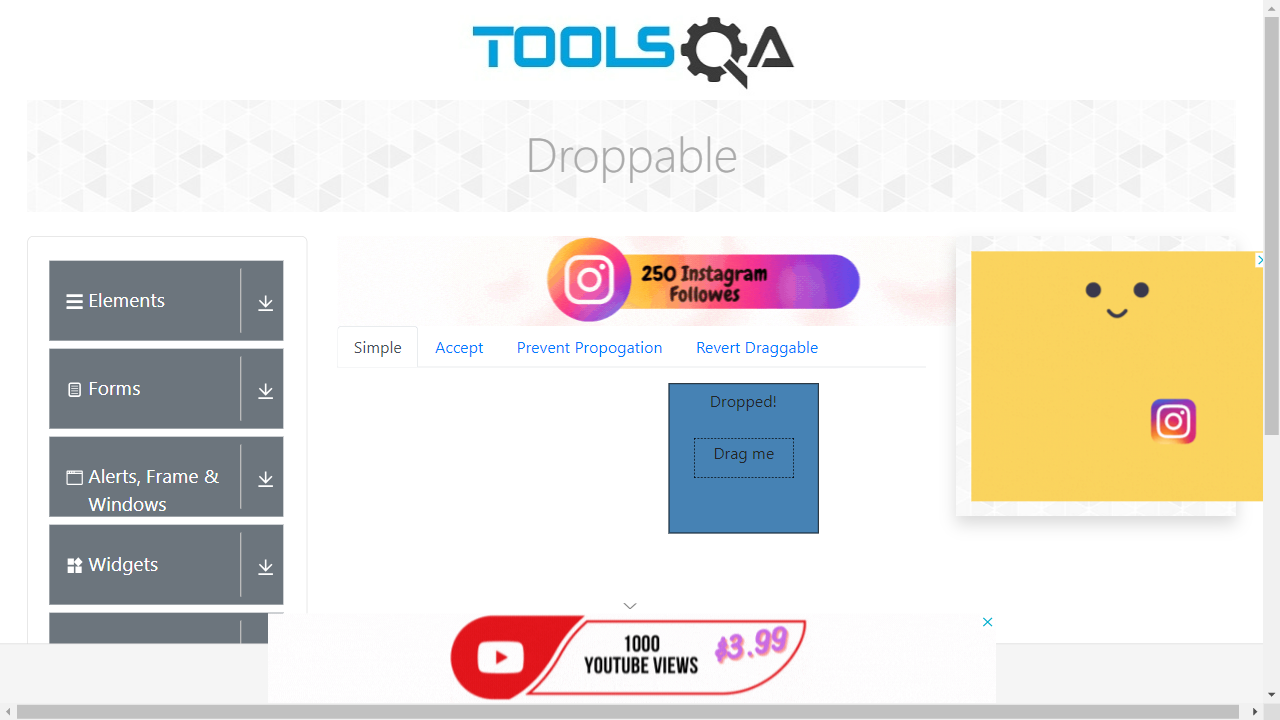 TOOLSQA
Droppable
Elements
Forms
Alerts, Frame &
Windows
Widgets
250 Instagram
Followes
Simple
Accept
Prevent Propogation
Revert Draggable
Dropped!
Drag me
1000
YOUTUBE VIEWS
$3.99